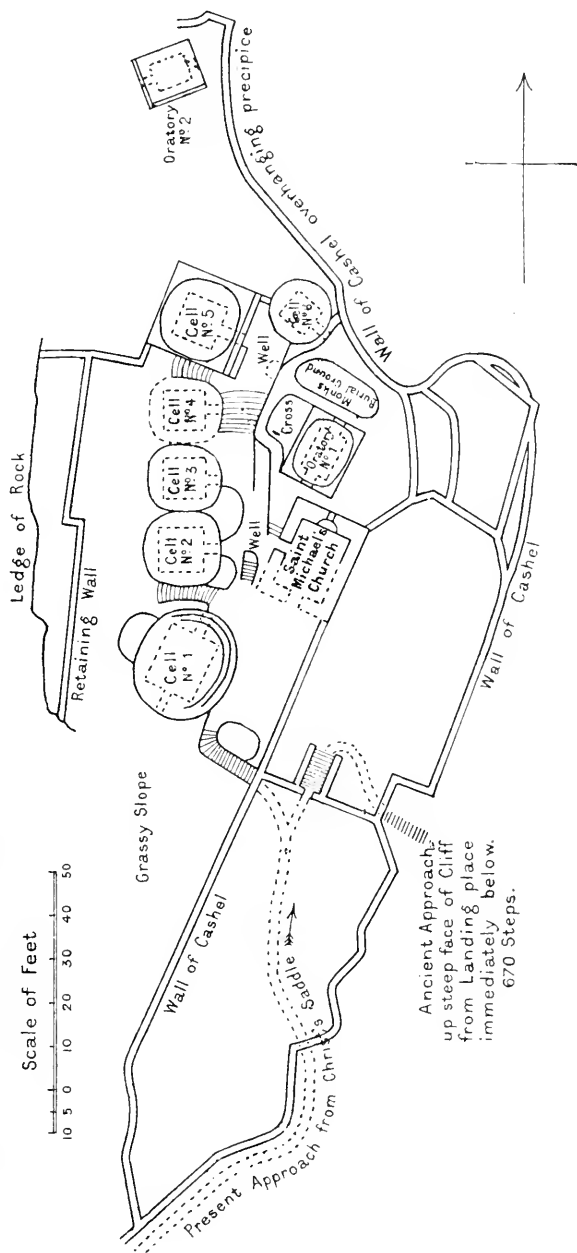 Scale of Feet
10 5 0 10 20 30 40 50
Ledge of Rock
Retaining Wall
Grassy Slope
Wall of Cashel
Present Approach from Christ's Saddle
Ancient Approach
up steep face of Cliff
from Landing place
immediately below.
670 Steps.
Cell
Nº 1
Cell
Nº 2
Cell
Nº 3
Cell
Nº 4
Cell
Nº 5
Cell
Nº 6
Well
Well
Saint
Michael's
Church
Cross
Oratory
Nº 1
Monks
Burial Ground
Oratory
Nº 2
Wall of Cashel overhanging precipice
Wall of Cashel